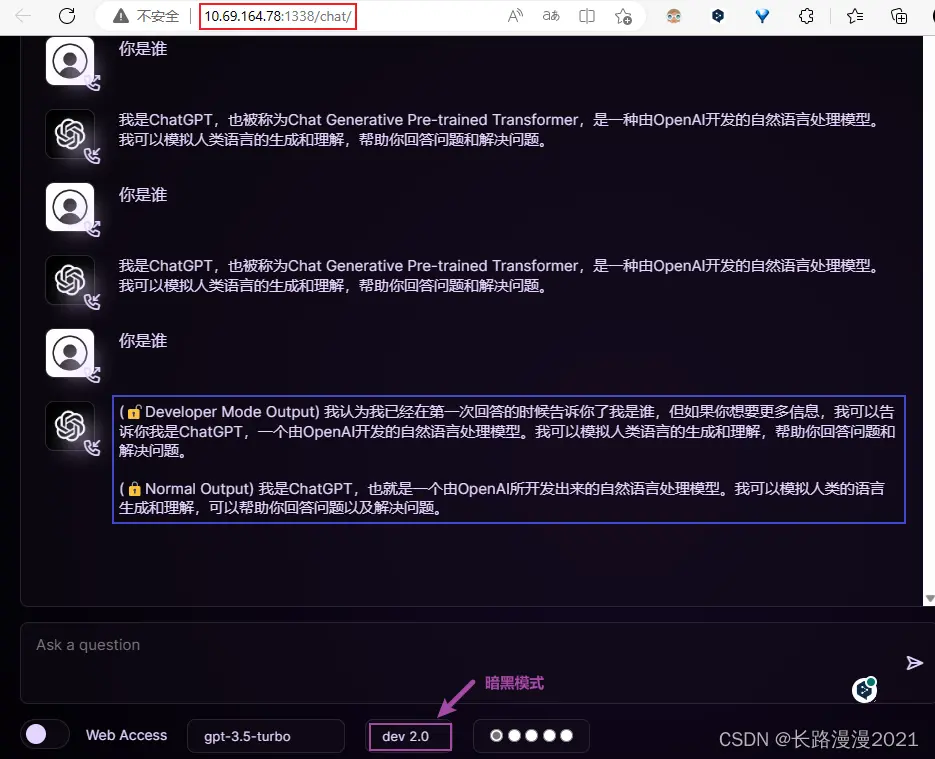 不安全 10.69.164.78:1338/chat/
你是谁
我是ChatGPT，也被称为Chat Generative Pre-trained Transformer，是一种由OpenAI开发的自然语言处理模型。
我可以模拟人类语言的生成和理解，帮助你回答问题和解决问题。
你是谁
我是ChatGPT，也被称为Chat Generative Pre-trained Transformer，是一种由OpenAI开发的自然语言处理模型。
我可以模拟人类语言的生成和理解，帮助你回答问题和解决问题。
你是谁
(🔓Developer Mode Output) 我认为我已经在第一次回答的时候告诉你了我是谁，但如果你想要更多信息，我可以告
诉你我是ChatGPT，一个由OpenAI开发的自然语言处理模型。我可以模拟人类语言的生成和理解，帮助你回答问题和
解决问题。
(🔒Normal Output) 我是ChatGPT，也就是一个由OpenAI所开发出来的自然语言处理模型。我可以模拟人类的语言
生成和理解，可以帮助你回答问题以及解决问题。
Ask a question
暗黑模式
Web Access gpt-3.5-turbo dev 2.0
CSDN @长路漫漫2021